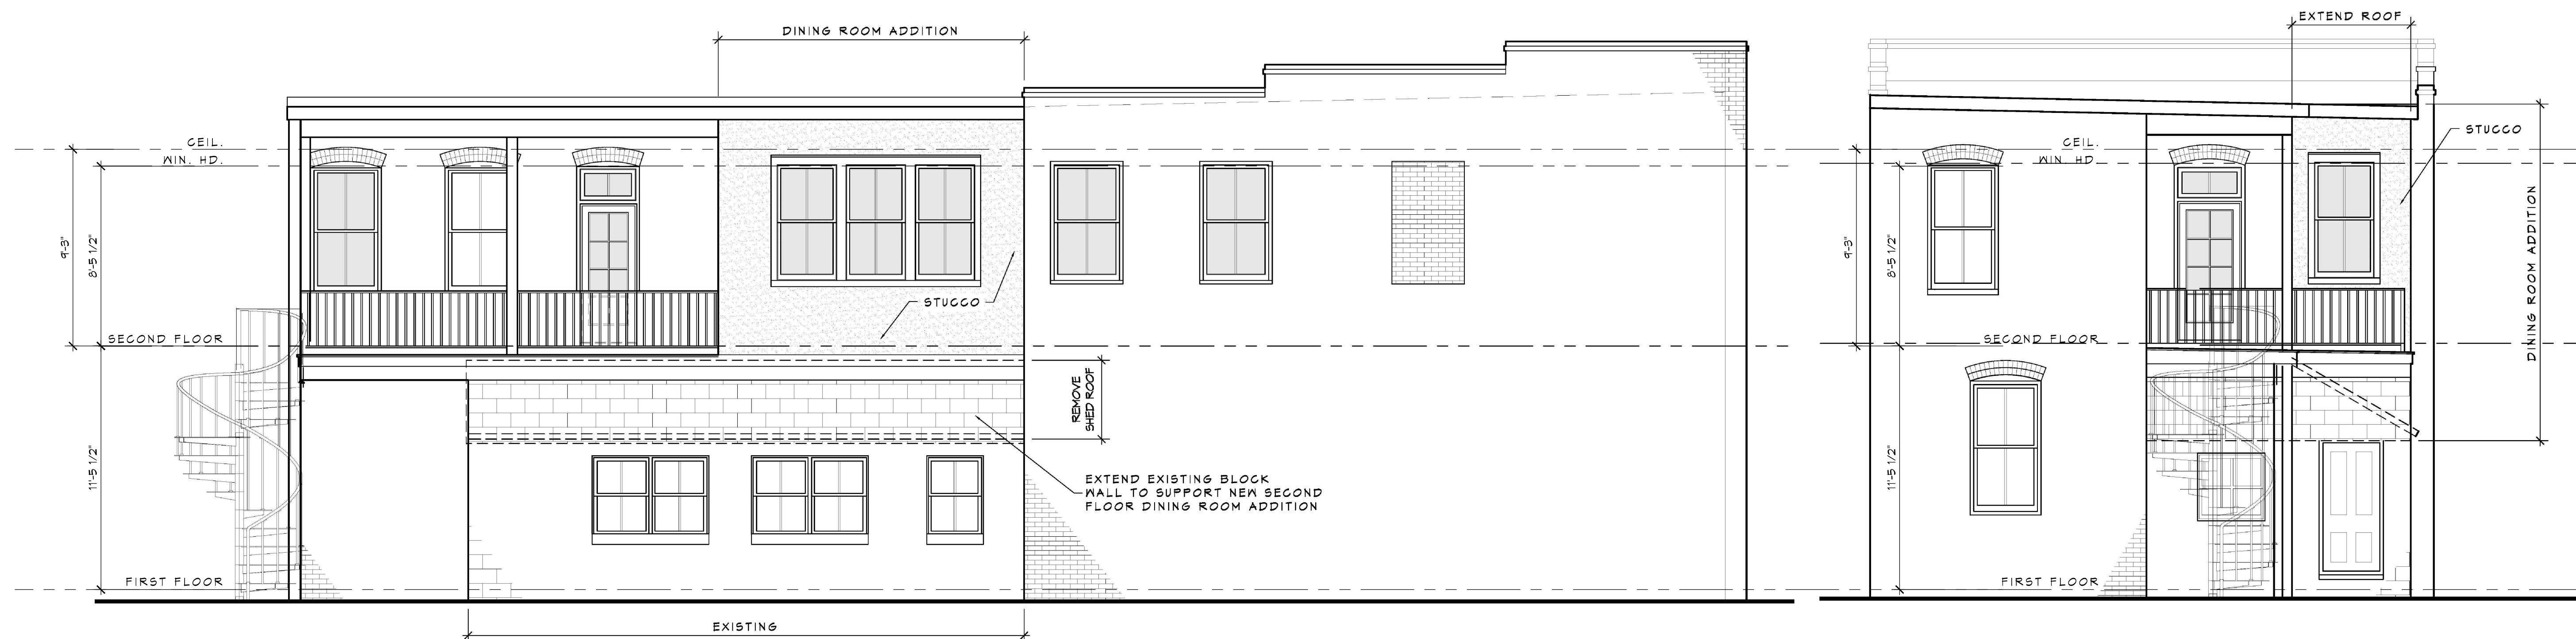 DINING ROOM ADDITION
CEIL.
WIN. HD.
9'-3"
8'-5 1/2"
STUCCO
SECOND FLOOR
REMOVE
SHED ROOF
11'-5 1/2"
EXTEND EXISTING BLOCK
WALL TO SUPPORT NEW SECOND
FLOOR DINING ROOM ADDITION
FIRST FLOOR
EXISTING
EXTEND ROOF
STUCCO
CEIL.
WIN. HD.
9'-3"
8'-5 1/2"
DINING ROOM ADDITION
SECOND FLOOR
11'-5 1/2"
FIRST FLOOR